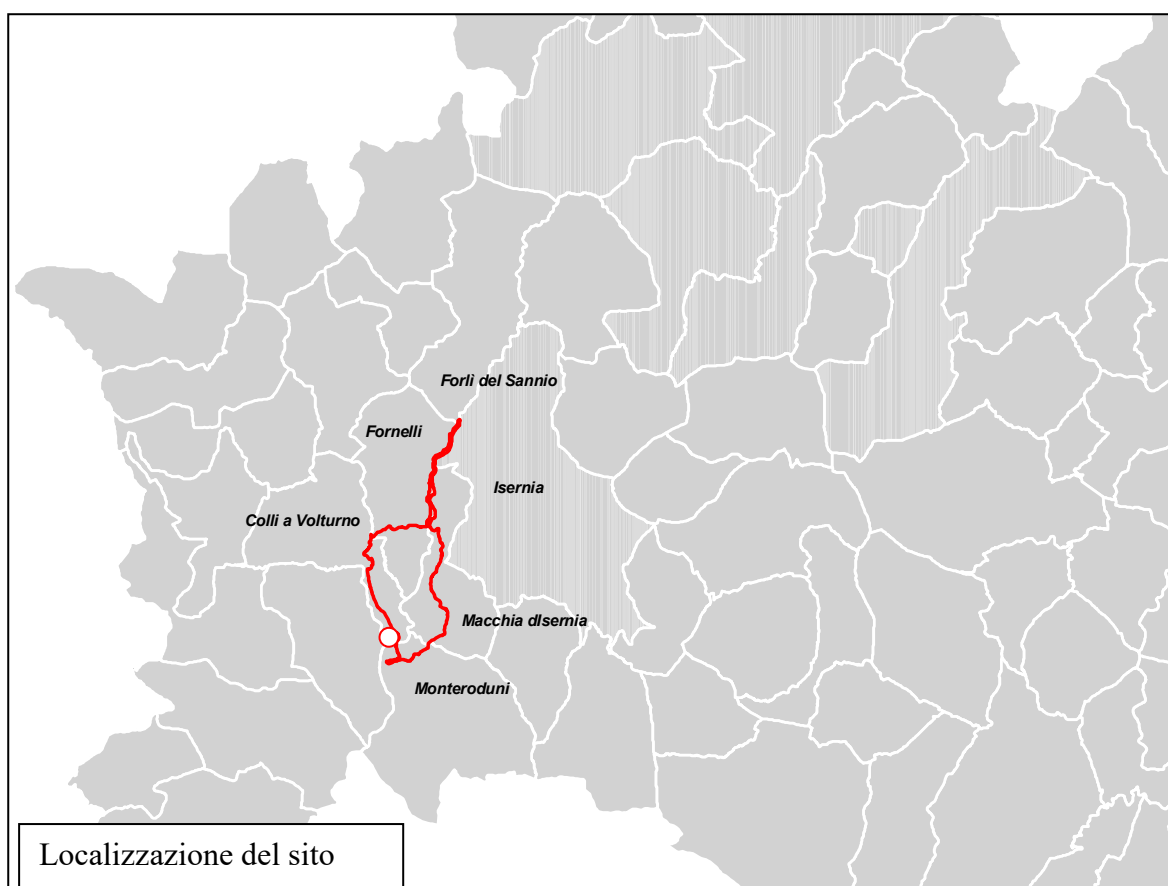 Forlì del Sannio
Fornelli
Isernia
Colli a Volturno
Macchia dIsernia
Monteroduni
Localizzazione del sito